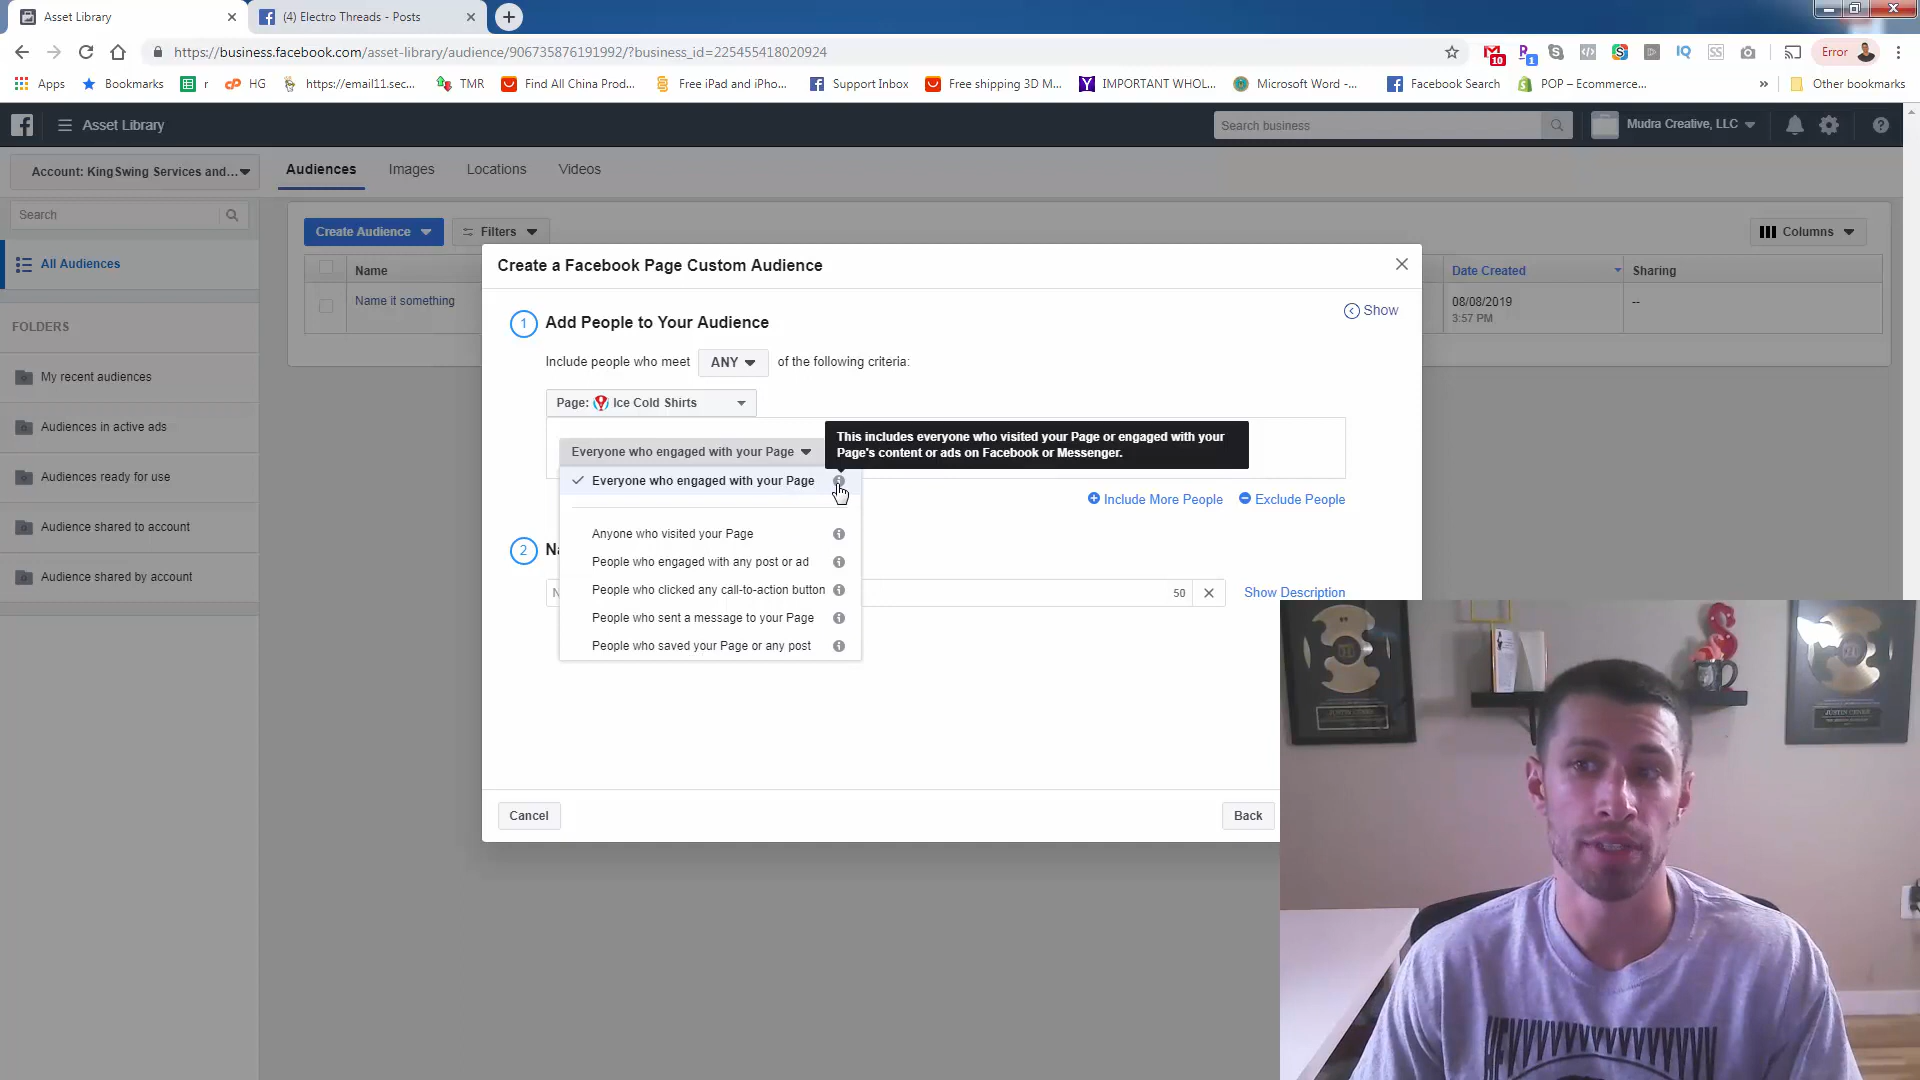 Asset Library
(4) Electro Threads - Posts
https://business.facebook.com/asset-library/audience/906735876191992/?business_id=225455418020924
10
1
IQ
SS
Error
Apps
Bookmarks
r
HG
https://email11.sec...
TMR
Find All China Prod...
Free iPad and iPho...
Support Inbox
Free shipping 3D M...
IMPORTANT WHOL...
Microsoft Word -...
Facebook Search
POP – Ecommerce...
»
Other bookmarks
Asset Library
Search business
Mudra Creative, LLC
Account: KingSwing Services and...
Audiences
Images
Locations
Videos
Search
Create Audience
Filters
Columns
All Audiences
Name
Date Created
Sharing
Name it something
08/08/2019
3:57 PM
--
FOLDERS
My recent audiences
Audiences in active ads
Audiences ready for use
Audience shared to account
Audience shared by account
Create a Facebook Page Custom Audience
Show
1
Add People to Your Audience
Include people who meet
ANY
of the following criteria:
Page:
Ice Cold Shirts
This includes everyone who visited your Page or engaged with your
Page's content or ads on Facebook or Messenger.
Everyone who engaged with your Page
Everyone who engaged with your Page
Include More People
Exclude People
Anyone who visited your Page
2
Na
People who engaged with any post or ad
People who clicked any call-to-action button
N
50
Show Description
People who sent a message to your Page
People who saved your Page or any post
Cancel
Back